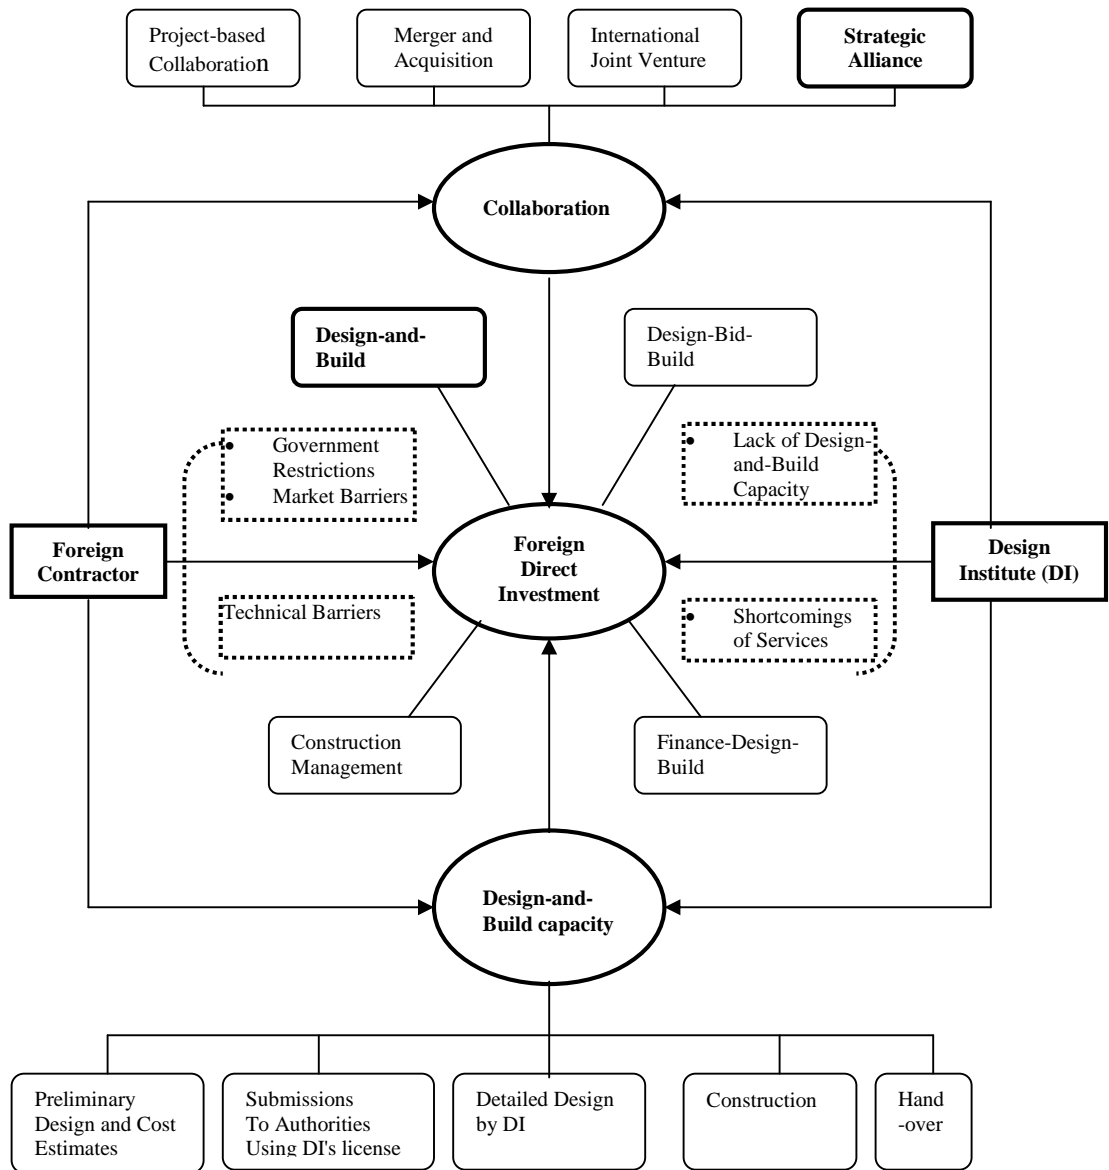 Project-based
Collaboration
Merger and
Acquisition
International
Joint Venture
Strategic
Alliance
Collaboration
Design-and-
Build
Design-Bid-
Build
• Government
Restrictions
• Market Barriers
• Lack of Design-
and-Build
Capacity
Foreign
Contractor
Foreign
Direct
Investment
Design
Institute (DI)
Technical Barriers
• Shortcomings
of Services
Construction
Management
Finance-Design-
Build
Design-and-
Build capacity
Preliminary
Design and Cost
Estimates
Submissions
To Authorities
Using DI's license
Detailed Design
by DI
Construction
Hand
-over